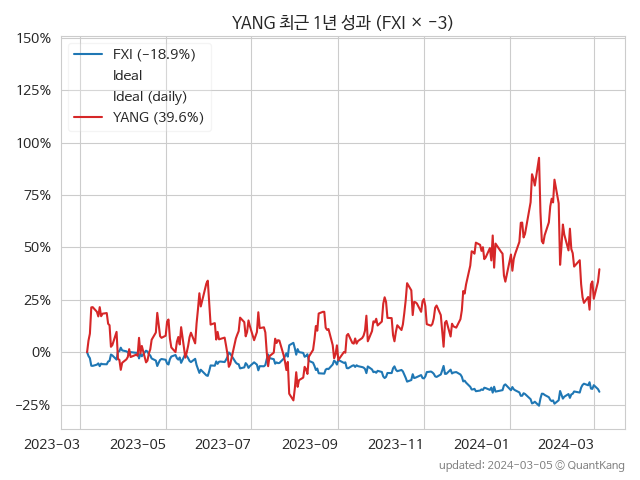 YANG 최근 1년 성과 (FXI × −3)
150%
125%
100%
75%
50%
25%
0%
−25%
FXI (−18.9%)
Ideal
Ideal (daily)
YANG (39.6%)
2023−03
2023−05
2023−07
2023−09
2023−11
2024−01
2024−03
updated: 2024−03−05 © QuantKang